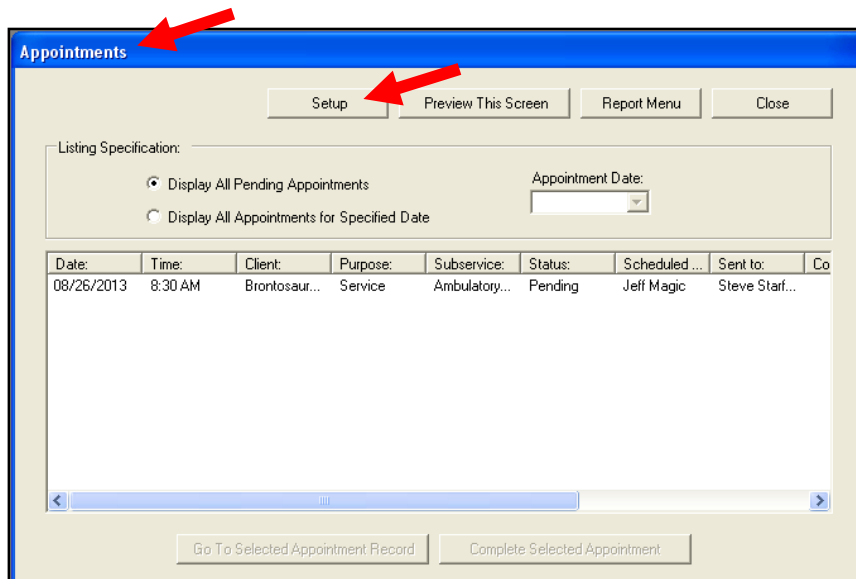 Appointments
Setup Preview This Screen Report Menu Close
Listing Specification:
Display All Pending Appointments Appointment Date:
Display All Appointments for Specified Date
Date: Time: Client: Purpose: Subservice: Status: Scheduled ... Sent to: Co
08/26/2013 8:30 AM Brontosaur... Service Ambulatory... Pending Jeff Magic Steve Starf...
Go To Selected Appointment Record Complete Selected Appointment